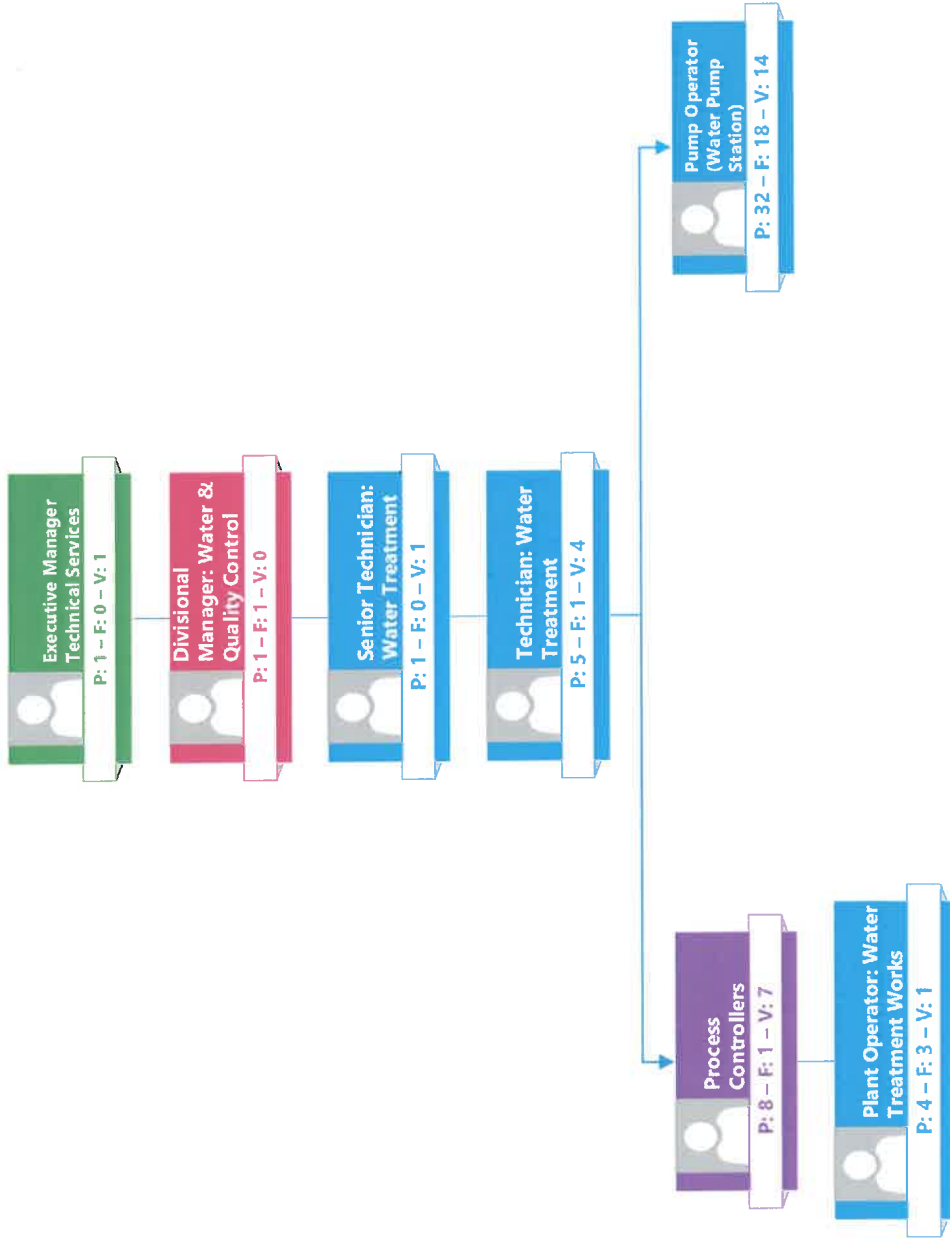 Executive Manager
Technical Services
P: 1 – F: 0 – V: 1
Divisional
Manager: Water &
Quality Control
P: 1 – F: 1 – V: 0
Senior Technician:
Water Treatment
P: 1 – F: 0 – V: 1
Technician: Water
Treatment
P: 5 – F: 1 – V: 4
Process
Controllers
P: 8 – F: 1 – V: 7
Plant Operator: Water
Treatment Works
P: 4 – F: 3 – V: 1
Pump Operator
(Water Pump
Station)
P: 32 – F: 18 – V: 14